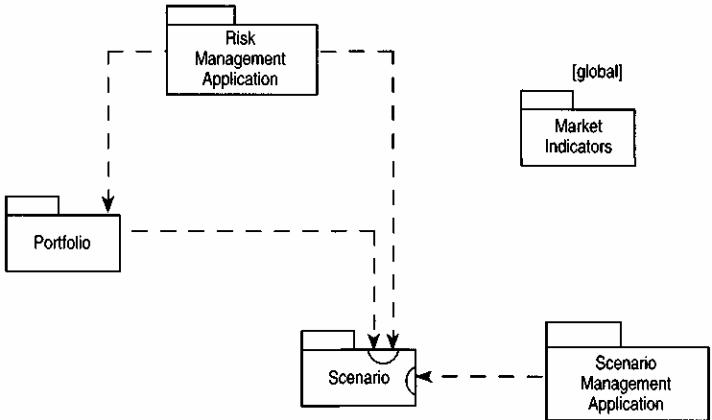 Risk
Management
Application
[global]
Market
Indicators
Portfolio
Scenario
Scenario
Management
Application